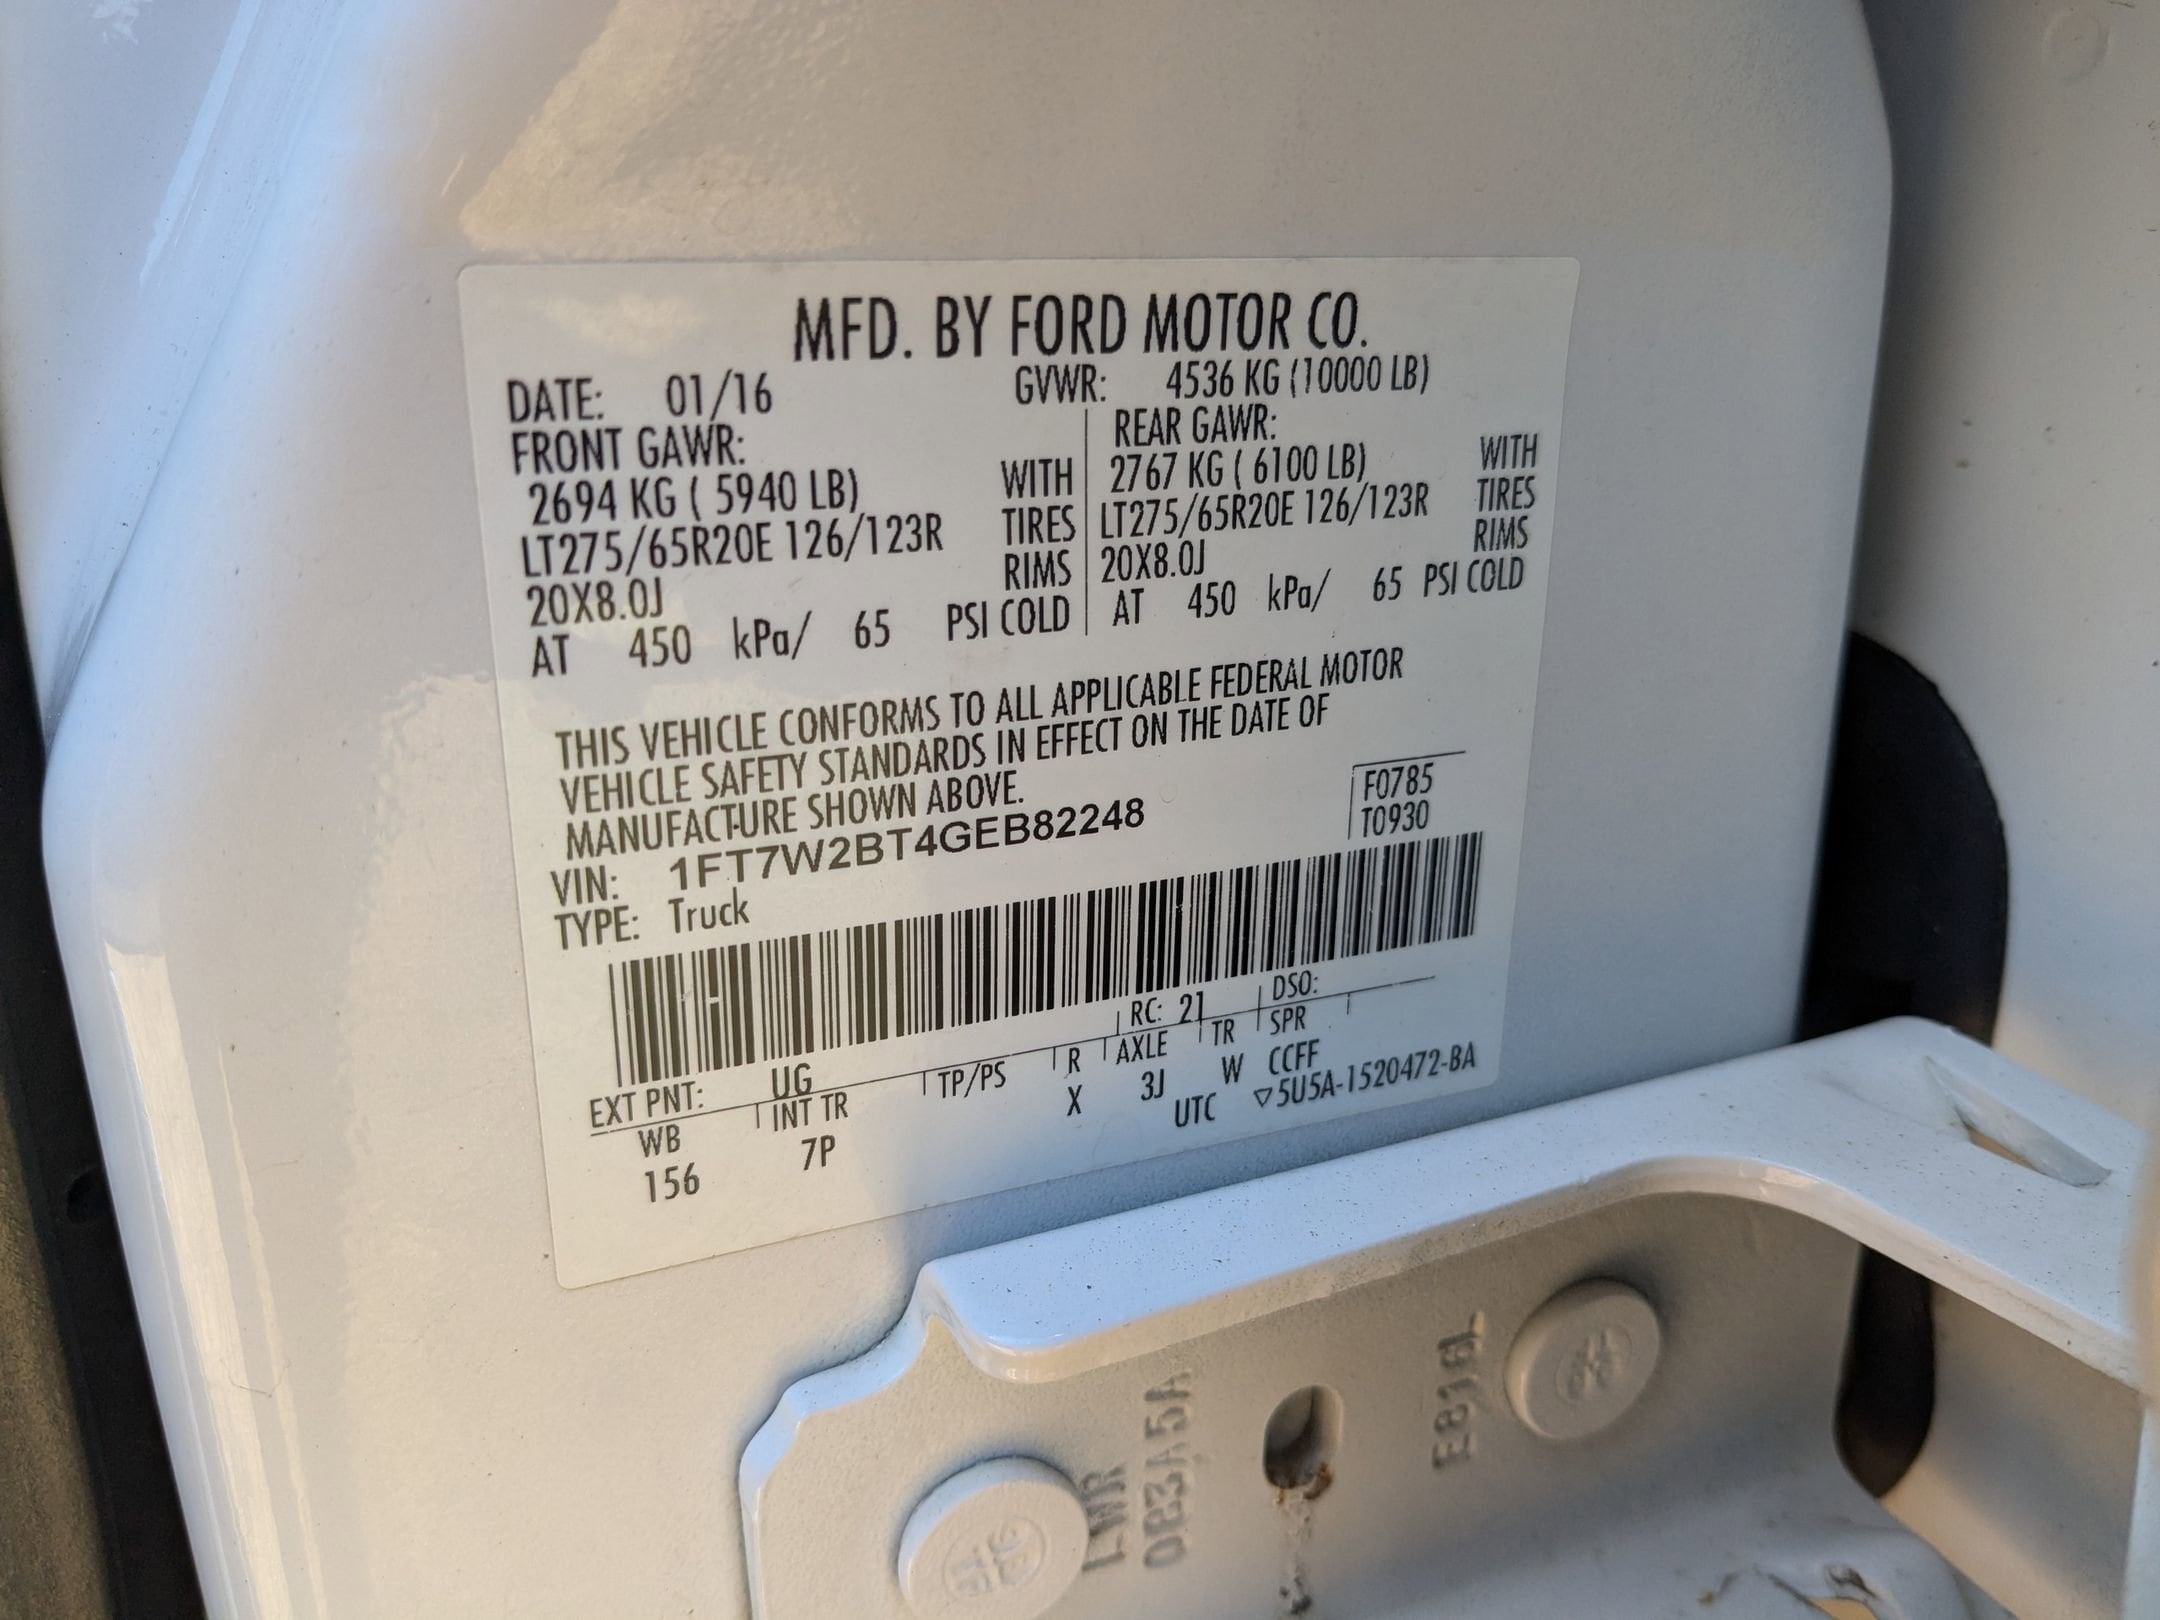 MFD. BY FORD MOTOR CO.
DATE: 01/16 GVWR: 4536 KG (10000 LB)
FRONT GAWR: REAR GAWR:
2694 KG ( 5940 LB) WITH 2767 KG ( 6100 LB) WITH
LT275/65R20E 126/123R TIRES LT275/65R20E 126/123R TIRES
20X8.0J RIMS 20X8.0J RIMS
AT 450 kPa/ 65 PSI COLD AT 450 kPa/ 65 PSI COLD
THIS VEHICLE CONFORMS TO ALL APPLICABLE FEDERAL MOTOR
VEHICLE SAFETY STANDARDS IN EFFECT ON THE DATE OF
MANUFACTURE SHOWN ABOVE.
F0785
T0930
VIN: 1FT7W2BT4GEB82248
TYPE: Truck
EXT PNT: UG RC: 21 DSO:
WB INT TR TP/PS R AXLE TR SPR
156 7P X 3J W CCFF
UTC ▽5U5A-1520472-BA
LWR
E816L